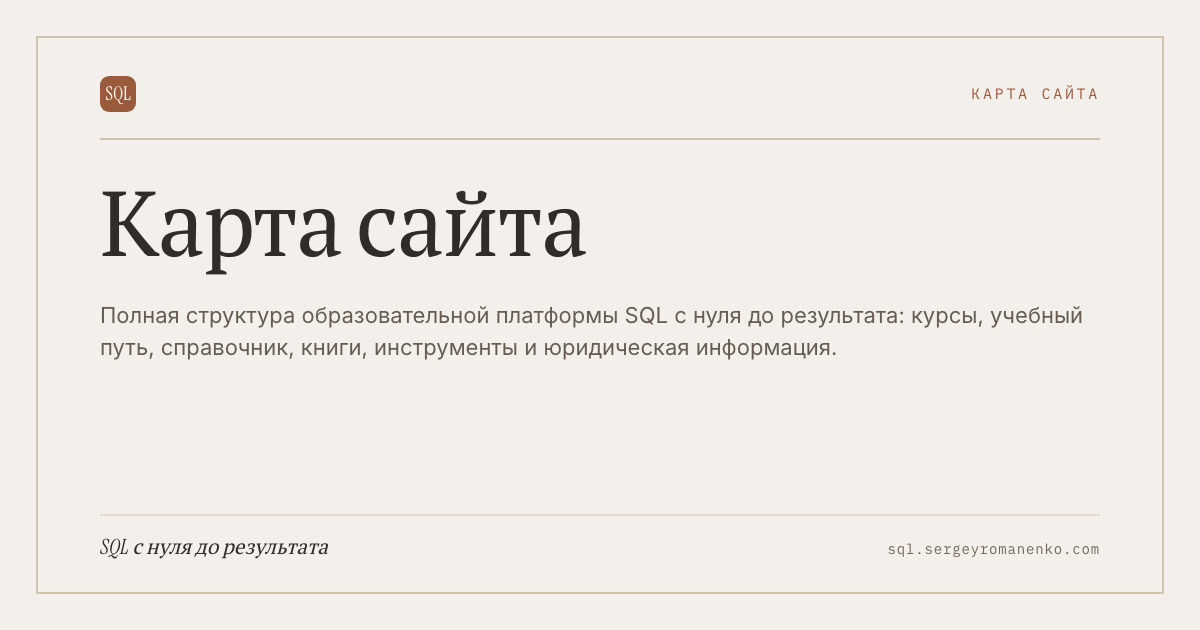 SQL
КАРТА САЙТА
Карта сайта
Полная структура образовательной платформы SQL с нуля до результата: курсы, учебный
путь, справочник, книги, инструменты и юридическая информация.
SQL с нуля до результата
sql.sergeyromanenko.com